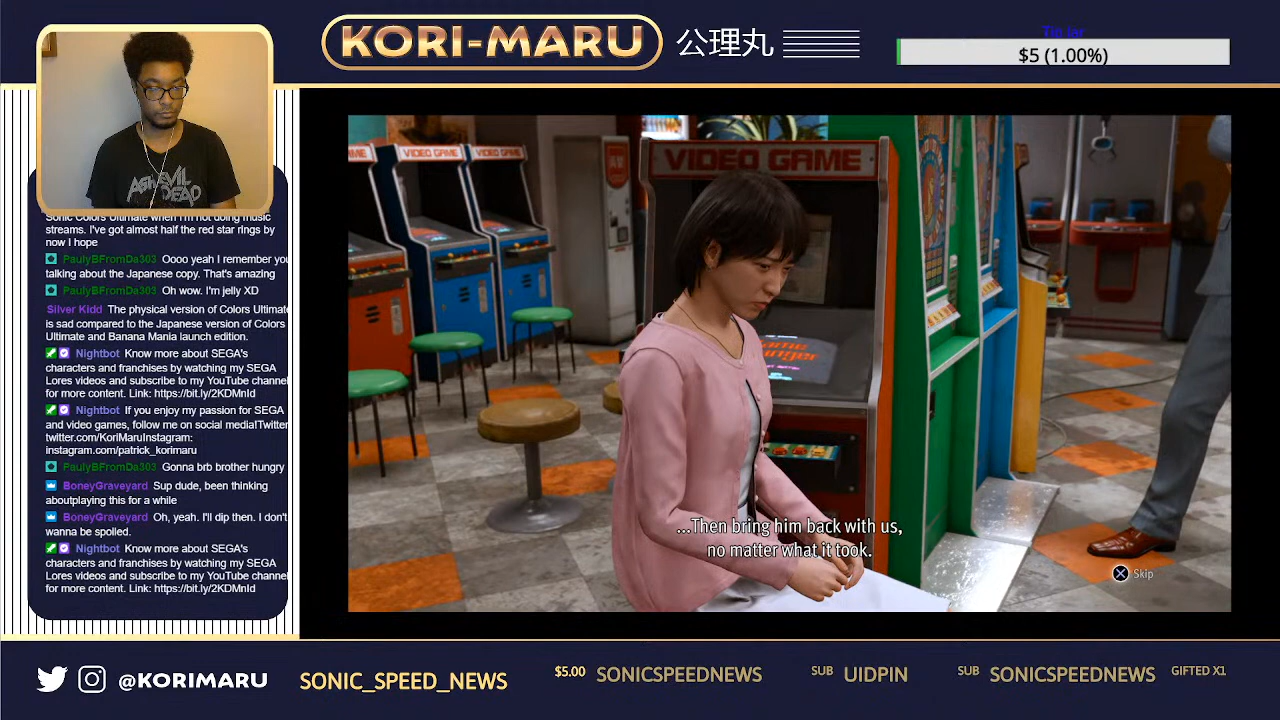 KORI-MARU 公理丸
Tip Jar
$5 (1.00%)
ASH EVIL DEAD
Sonic Colors Ultimate when I'm not doing music
streams. I've got almost half the red star rings by
now I hope
PaulyBFromDa303 Oooo yeah I remember you
talking about the Japanese copy. That's amazing
PaulyBFromDa303 Oh wow. I'm jelly XD
Silver Kidd The physical version of Colors Ultimate
is sad compared to the Japanese version of Colors
Ultimate and Banana Mania launch edition.
Nightbot Know more about SEGA's
characters and franchises by watching my SEGA
Lores videos and subscribe to my YouTube channel
for more content. Link: https://bit.ly/2KDMnId
Nightbot If you enjoy my passion for SEGA
and video games, follow me on social media!Twitter:
twitter.com/KoriMaruInstagram:
instagram.com/patrick_korimaru
PaulyBFromDa303 Gonna brb brother hungry
BoneyGraveyard Sup dude, been thinking
aboutplaying this for a while
BoneyGraveyard Oh, yeah. I'll dip then. I don't
wanna be spoiled.
Nightbot Know more about SEGA's
characters and franchises by watching my SEGA
Lores videos and subscribe to my YouTube channel
for more content. Link: https://bit.ly/2KDMnId
VIDEO GAME
VIDEO GAME
VIDEO GAME
...Then bring him back with us,
no matter what it took.
Skip
@KORIMARU
SONIC_SPEED_NEWS
$5.00 SONICSPEEDNEWS
SUB UIDPIN
SUB SONICSPEEDNEWS GIFTED X1